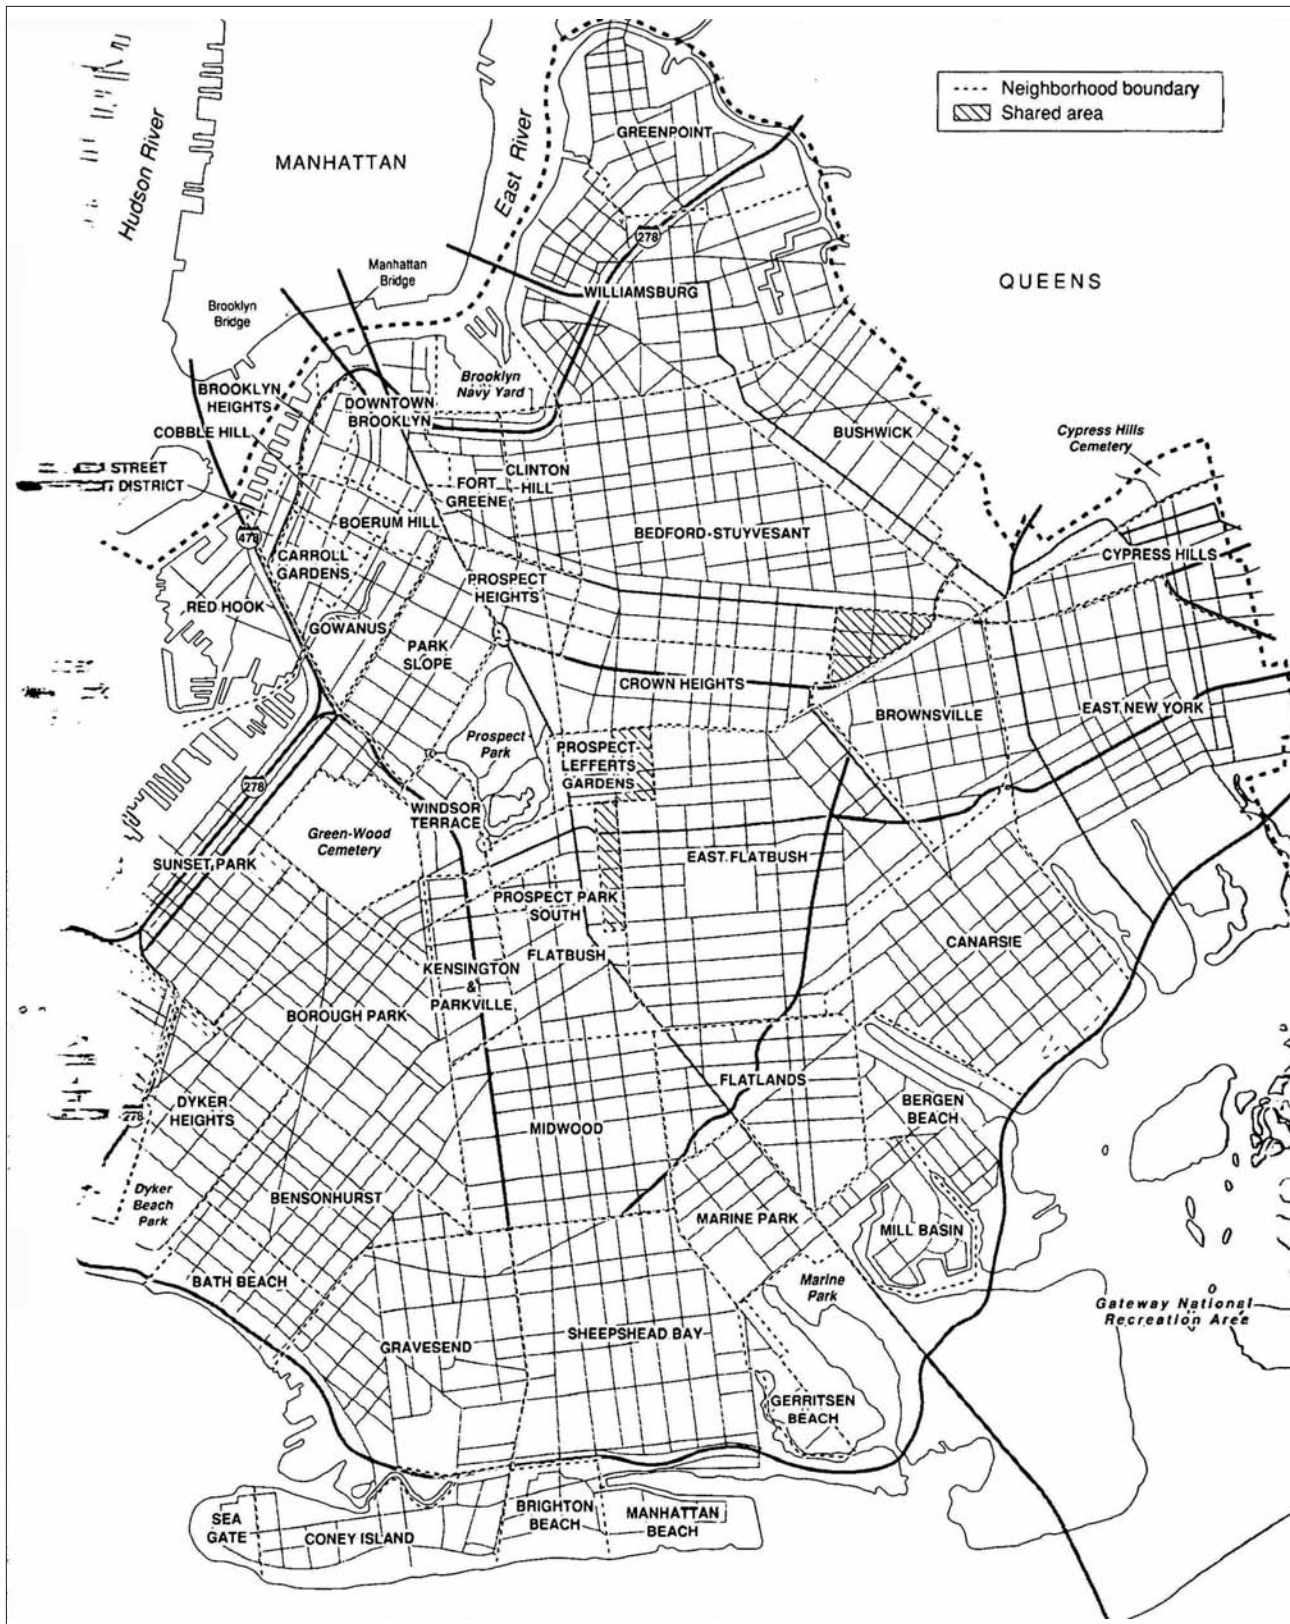 Neighborhood boundary
Shared area
Hudson River
MANHATTAN
East River
GREENPOINT
278
QUEENS
Manhattan
Bridge
Brooklyn
Bridge
WILLIAMSBURG
Brooklyn
Navy Yard
BROOKLYN
HEIGHTS
DOWNTOWN
BROOKLYN
COBBLE HILL
BUSHWICK
Cypress Hills
Cemetery
STREET
DISTRICT
CLINTON
HILL
FORT
GREENE
BOERUM HILL
BEDFORD-STUYVESANT
478
CARROLL
GARDENS
CYPRESS HILLS
PROSPECT
HEIGHTS
RED HOOK
GOWANUS
PARK
SLOPE
CROWN HEIGHTS
BROWNSVILLE
EAST NEW YORK
Prospect
Park
PROSPECT
LEFFERTS
GARDENS
278
WINDSOR
TERRACE
Green-Wood
Cemetery
SUNSET PARK
EAST FLATBUSH
PROSPECT PARK
SOUTH
CANARSIE
FLATBUSH
KENSINGTON
&
PARKVILLE
BOROUGH PARK
FLATLANDS
278
DYKER
HEIGHTS
BERGEN
BEACH
MIDWOOD
Dyker
Beach
Park
BENSONHURST
MARINE PARK
MILL BASIN
BATH BEACH
Marine
Park
Gateway National
Recreation Area
SHEEPSHEAD BAY
GRAVESEND
GERRITSEN
BEACH
SEA
GATE
CONEY ISLAND
BRIGHTON
BEACH
MANHATTAN
BEACH